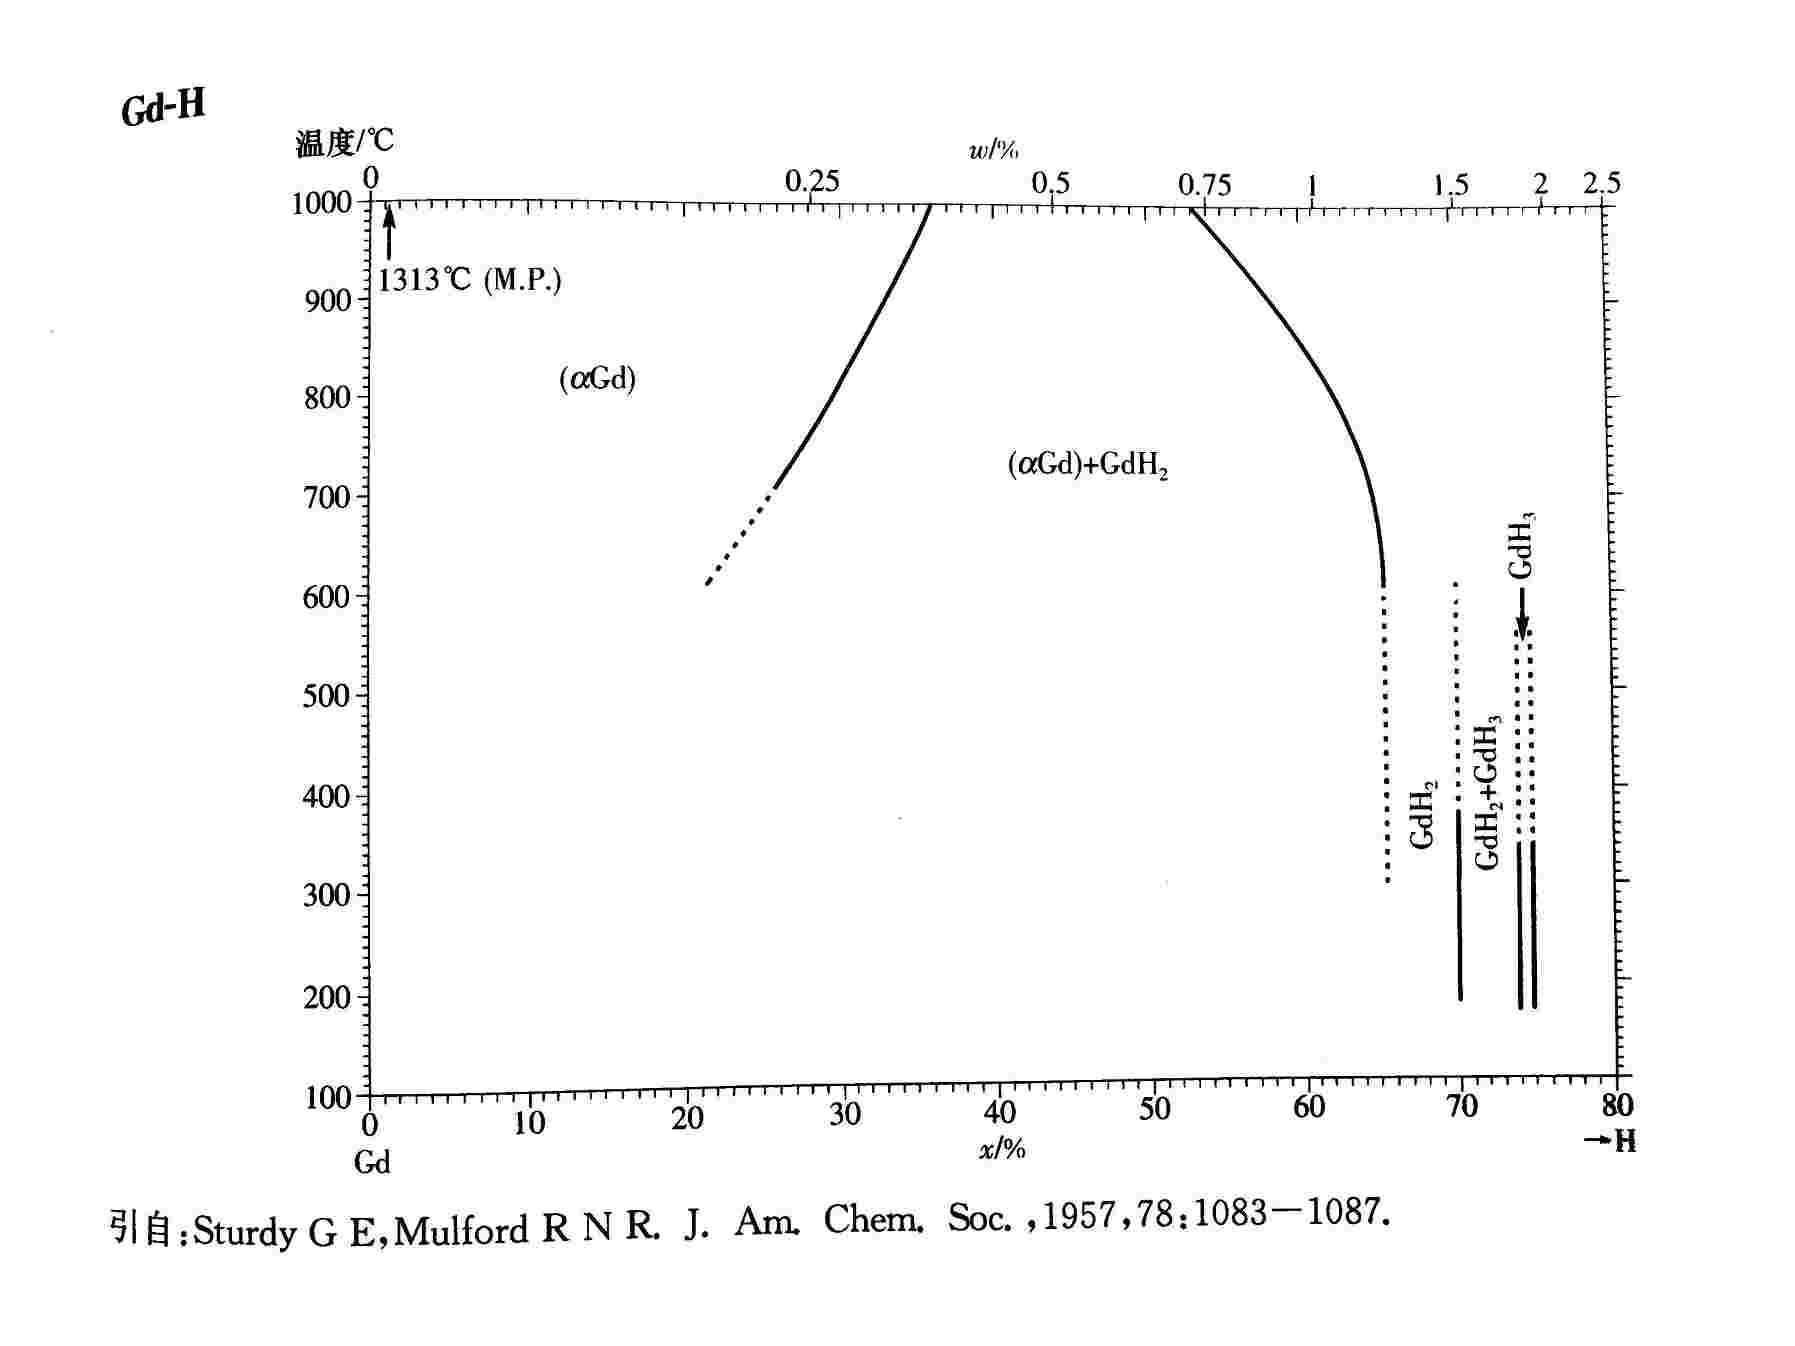 Gd-H
温度/℃
w/%
0 0.25 0.5 0.75 1 1.5 2 2.5
1000
1313℃ (M.P.)
900
(αGd)
800
(αGd)+GdH₂
700
GdH₃
600
500
GdH₂
GdH₂+GdH₃
400
300
200
100
0 10 20 30 40 50 60 70 80
Gd
x/%
→H
引自:Sturdy G E,Mulford R N R. J. Am. Chem. Soc. ,1957,78:1083—1087.